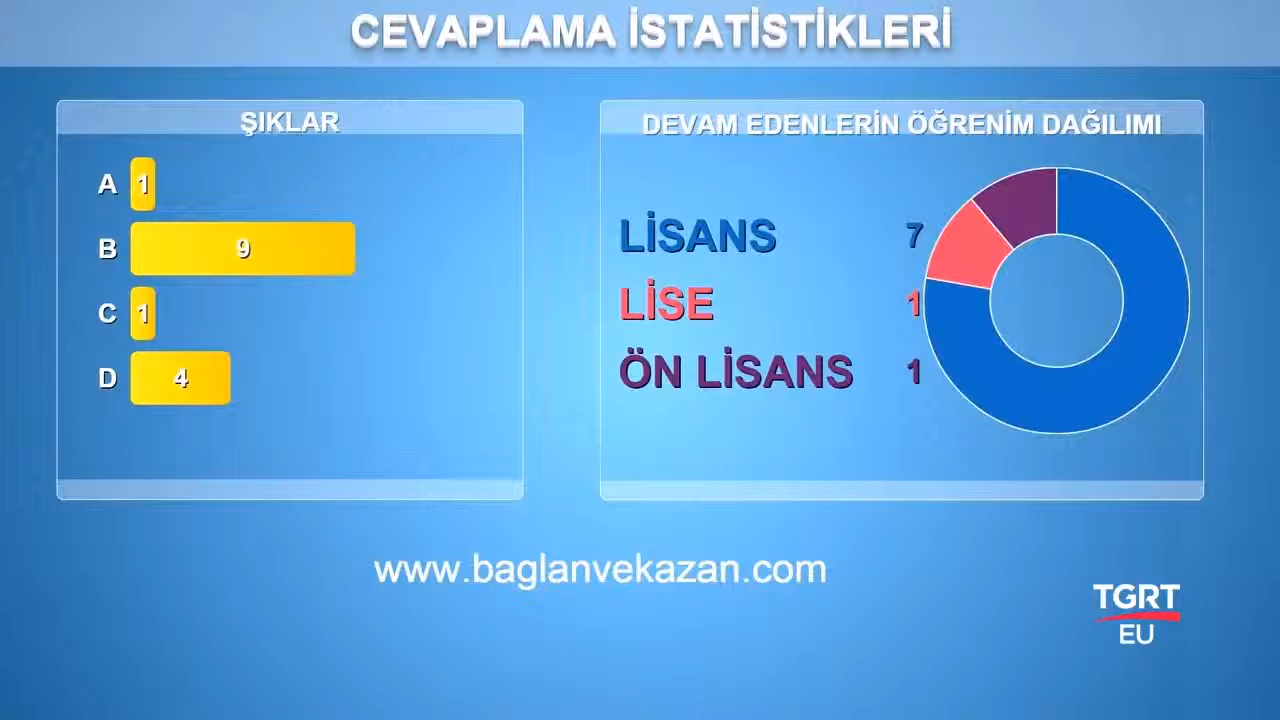 CEVAPLAMA İSTATİSTİKLERİ
ŞIKLAR
A 1
B 9
C 1
D 4
DEVAM EDENLERİN ÖĞRENİM DAĞILIMI
LİSANS 7
LİSE 1
ÖN LİSANS 1
www.baglanvekazan.com
TGRT
EU